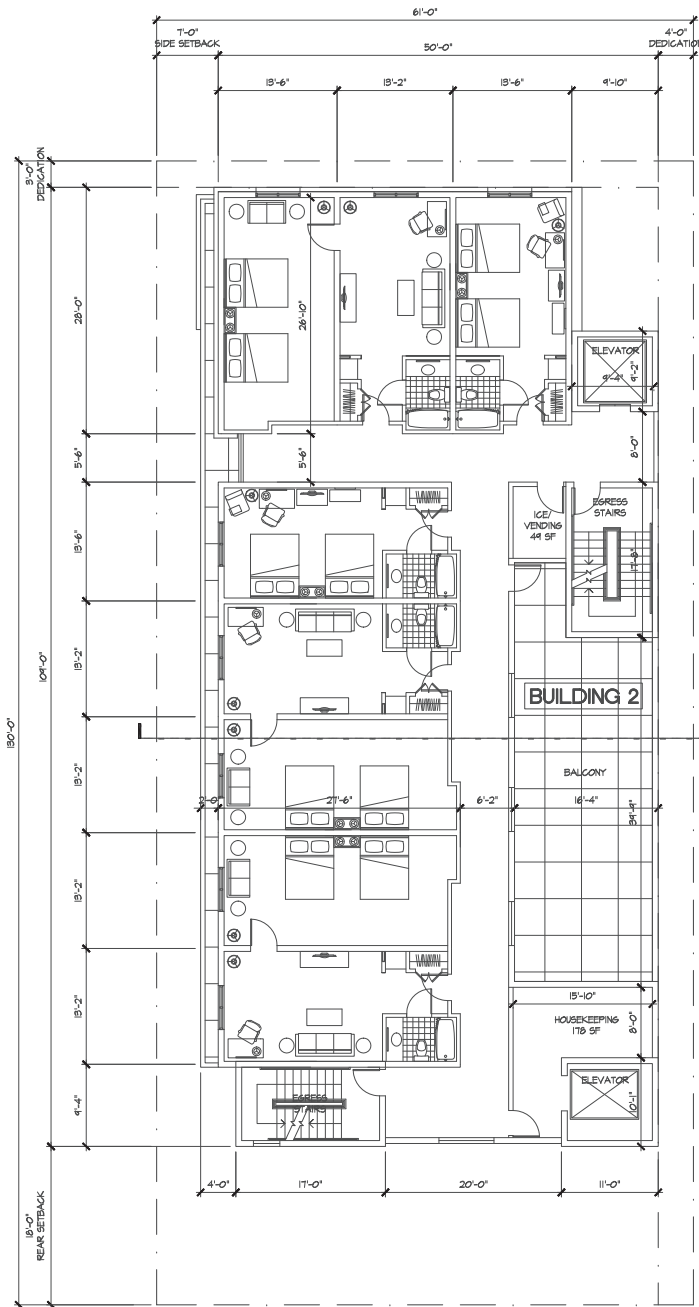 61'-0"
7'-0"
SIDE SETBACK
50'-0"
4'-0"
DEDICATION
13'-6"
13'-2"
13'-6"
9'-10"
3'-0"
DEDICATION
28'-0"
26'-10"
ELEVATOR
9'-4"
9'-2"
5'-6"
5'-6"
8'-0"
ICE/
VENDING
49 SF
EGRESS
STAIRS
17'-8"
13'-6"
13'-2"
109'-0"
130'-0"
BUILDING 2
13'-2"
BALCONY
2'-0"
27'-6"
6'-2"
16'-4"
39'-9"
13'-2"
13'-2"
15'-10"
HOUSEKEEPING
178 SF
8'-0"
9'-4"
EGRESS
STAIRS
ELEVATOR
10'-1"
4'-0"
17'-0"
20'-0"
11'-0"
18'-0"
REAR SETBACK